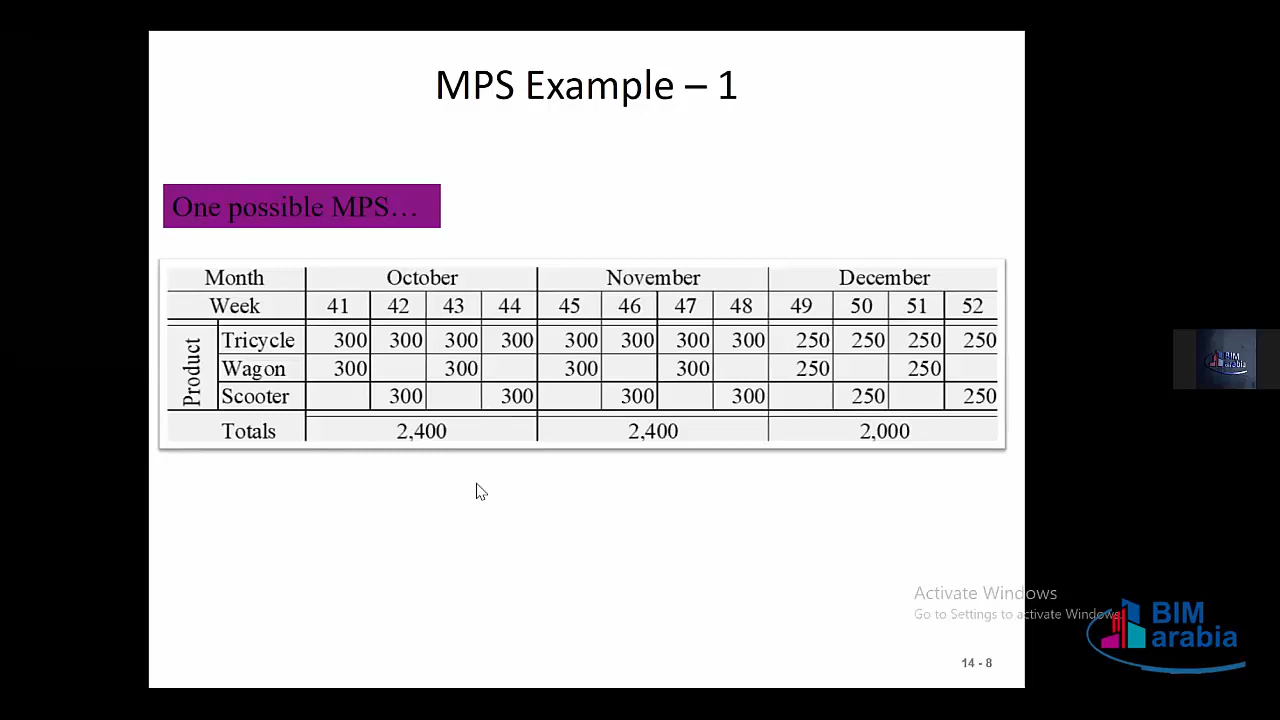 MPS Example – 1
One possible MPS…
Month October November December
Week 41 42 43 44 45 46 47 48 49 50 51 52
Product
Tricycle 300 300 300 300 300 300 300 300 250 250 250 250
Wagon 300 300 300 300 250 250
Scooter 300 300 300 300 250 250
Totals 2,400 2,400 2,000
BIM
arabia
Activate Windows
Go to Settings to activate Windows.
BIM
arabia
14 - 8